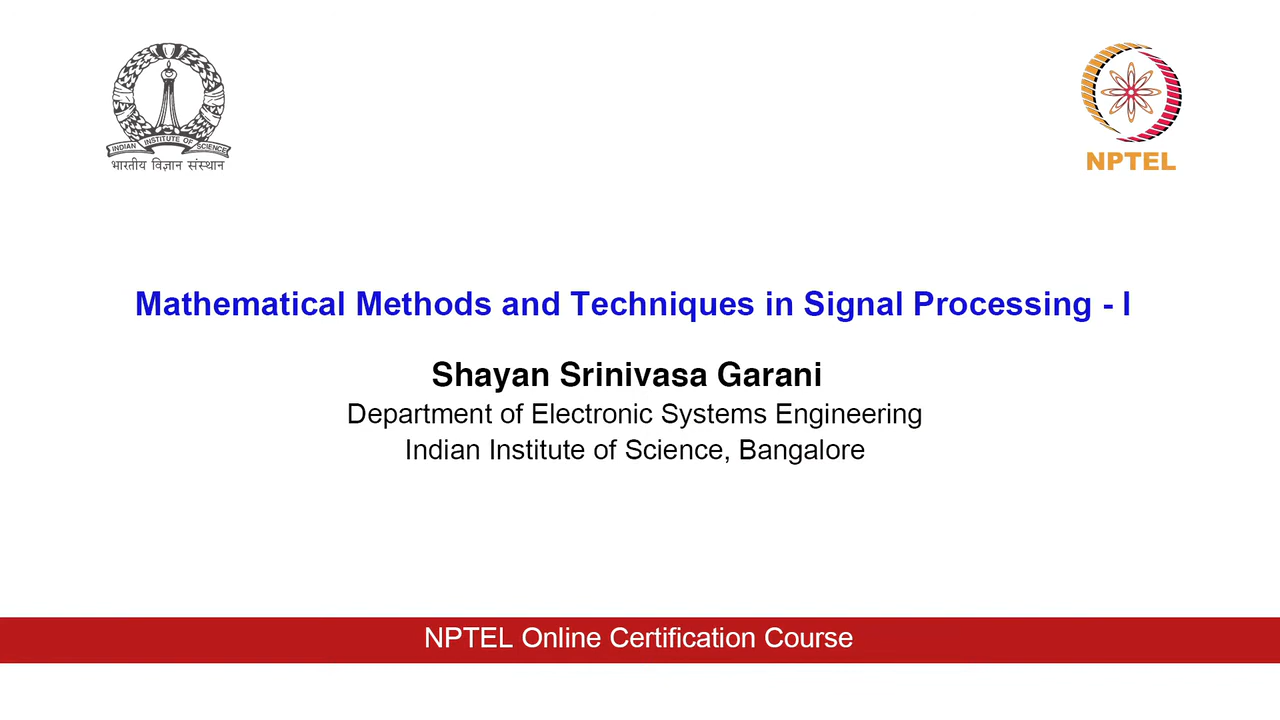 INDIAN INSTITUTE OF SCIENCE
भारतीय विज्ञान संस्थान
NPTEL
Mathematical Methods and Techniques in Signal Processing - I
Shayan Srinivasa Garani
Department of Electronic Systems Engineering
Indian Institute of Science, Bangalore
NPTEL Online Certification Course